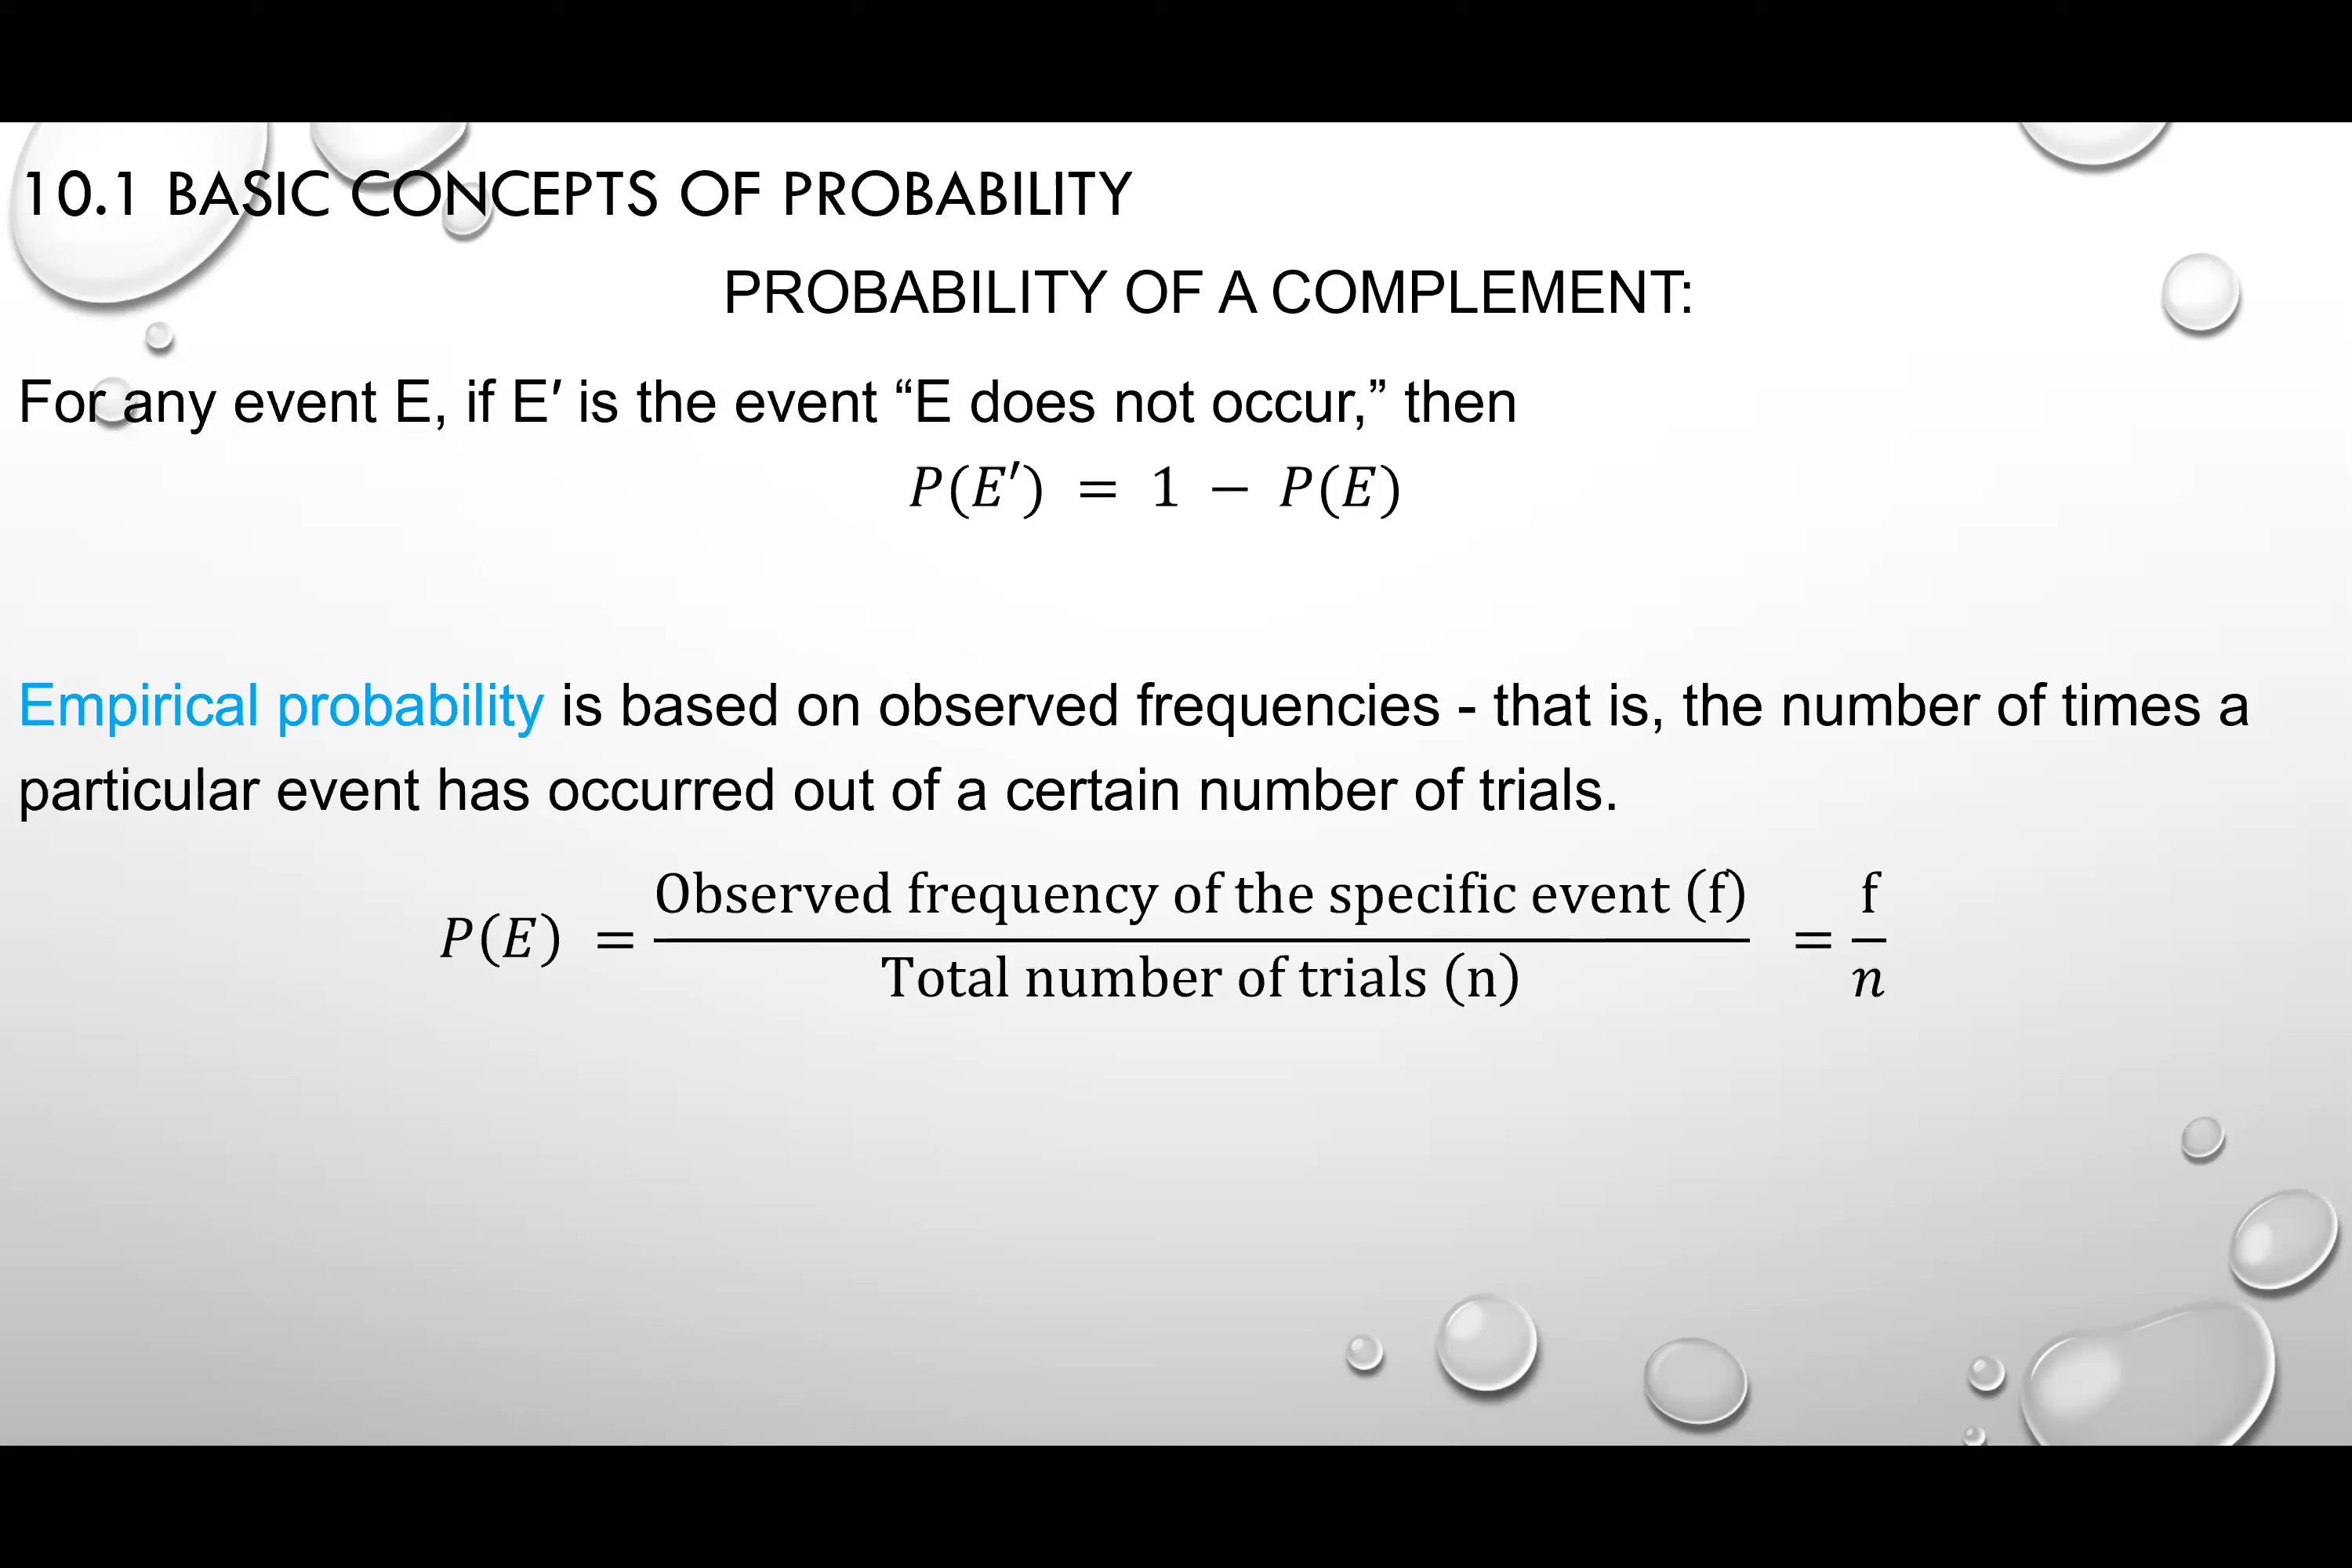 10.1 BASIC CONCEPTS OF PROBABILITY
PROBABILITY OF A COMPLEMENT:
For any event E, if E′ is the event “E does not occur,” then
P(E′) = 1 − P(E)
Empirical probability is based on observed frequencies - that is, the number of times a
particular event has occurred out of a certain number of trials.
P(E) = Observed frequency of the specific event (f) / Total number of trials (n) = f / n